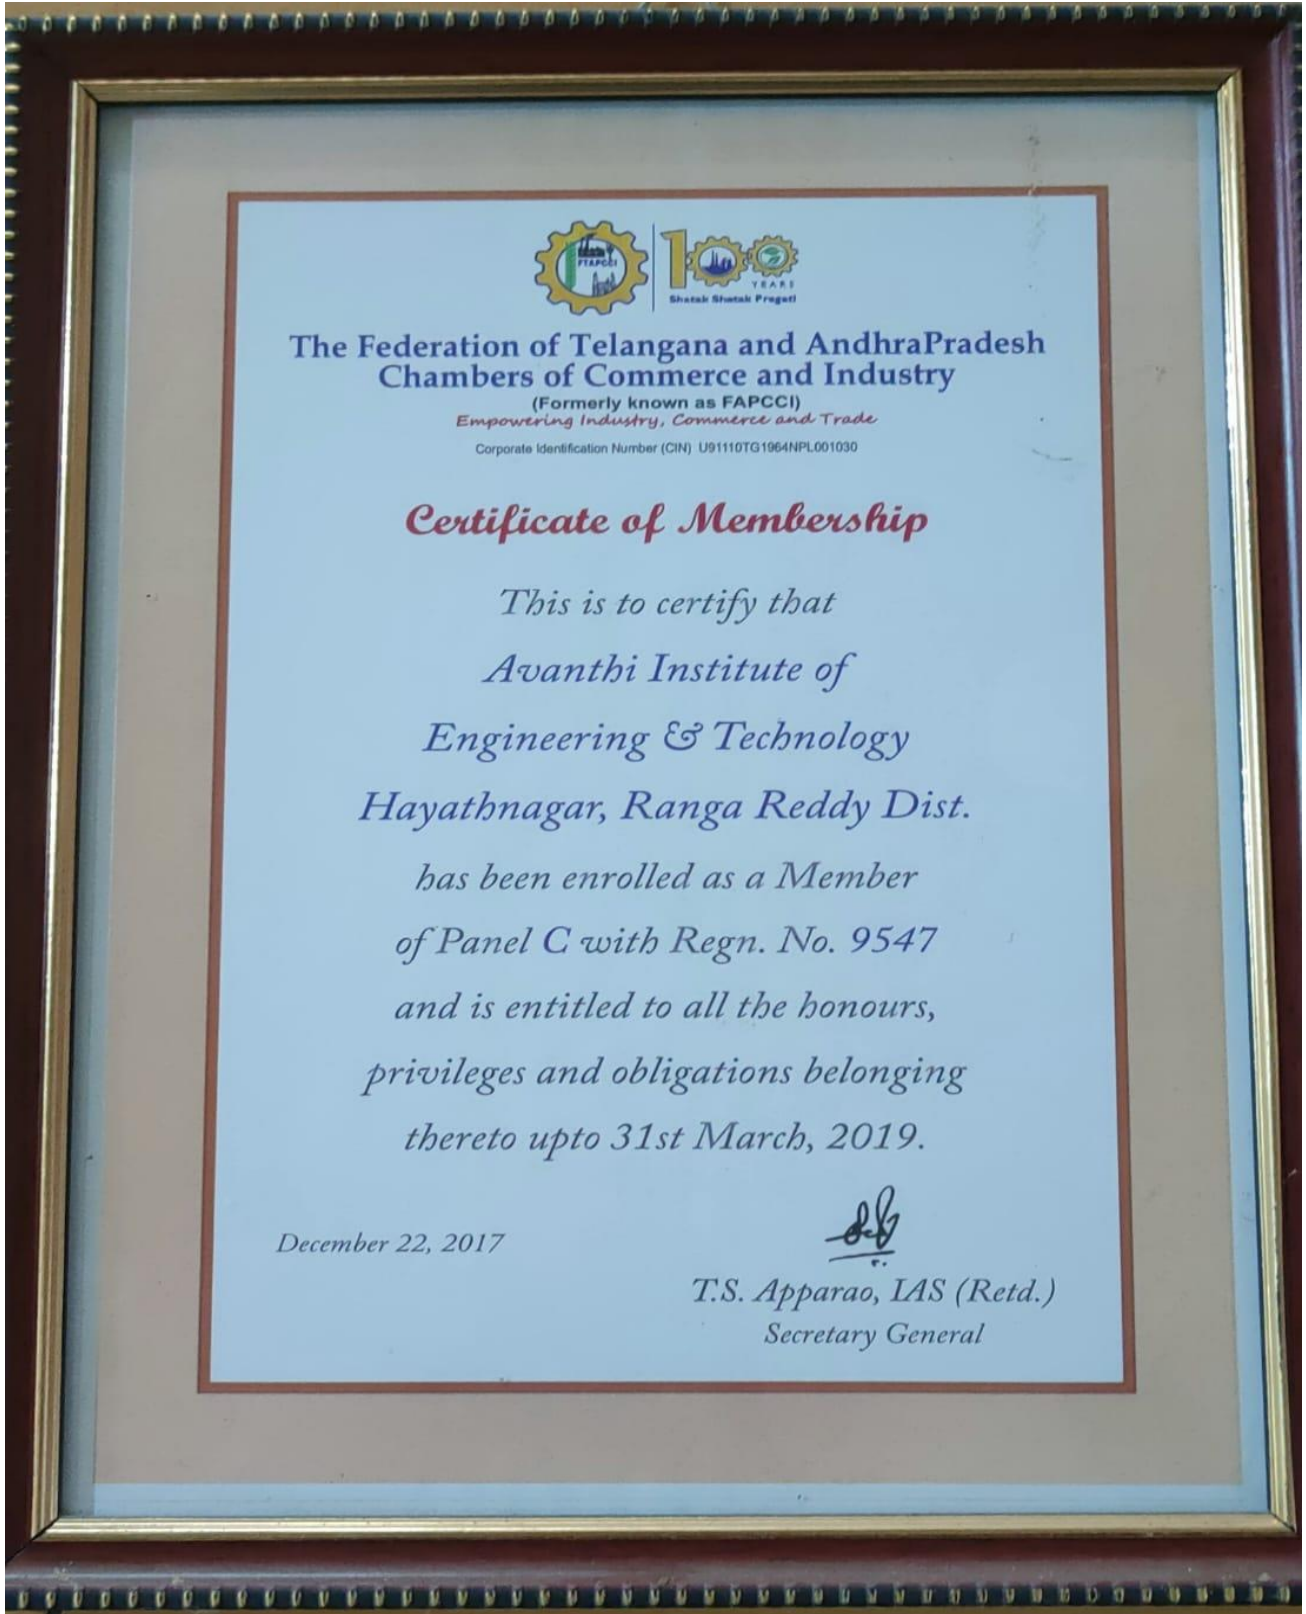 FTAPCCI
100
YEARS
Shatak Shatak Pragati
The Federation of Telangana and AndhraPradesh
Chambers of Commerce and Industry
(Formerly known as FAPCCI)
Empowering Industry, Commerce and Trade
Corporate Identification Number (CIN) U91110TG1964NPL001030
Certificate of Membership
This is to certify that
Avanthi Institute of
Engineering & Technology
Hayathnagar, Ranga Reddy Dist.
has been enrolled as a Member
of Panel C with Regn. No. 9547
and is entitled to all the honours,
privileges and obligations belonging
thereto upto 31st March, 2019.
December 22, 2017
T.S. Apparao, IAS (Retd.)
Secretary General